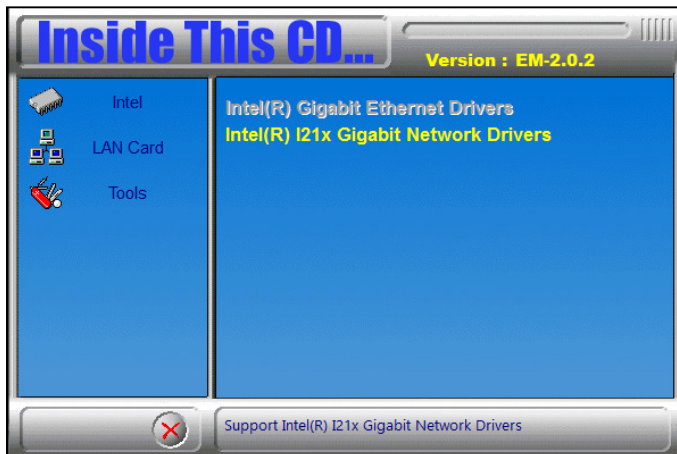 Inside This CD...
Version : EM-2.0.2
Intel
LAN Card
Tools
Intel(R) Gigabit Ethernet Drivers
Intel(R) I21x Gigabit Network Drivers
Support Intel(R) I21x Gigabit Network Drivers